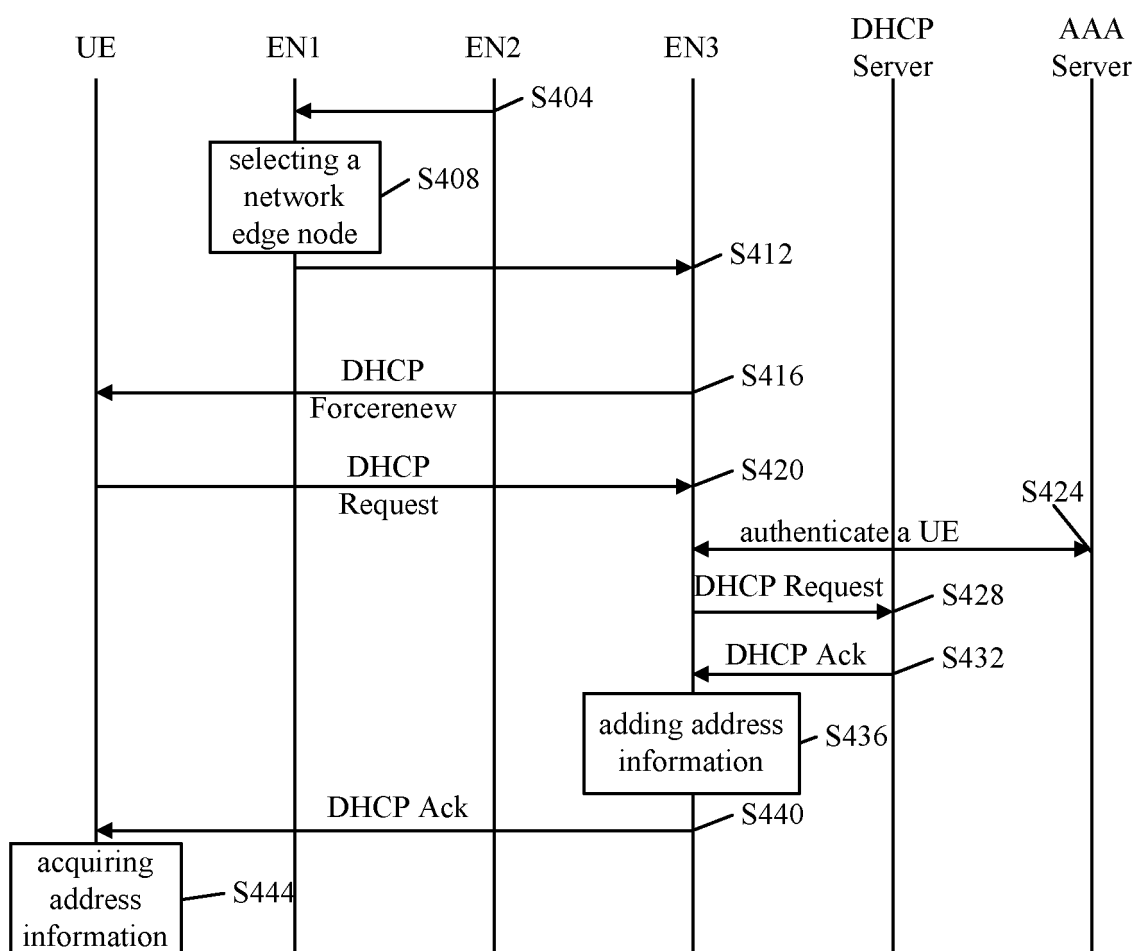 UE
EN1
EN2
EN3
DHCP
Server
AAA
Server
S404
selecting a
network
edge node
S408
S412
DHCP
Forcerenew
S416
DHCP
Request
S420
S424
authenticate a UE
DHCP Request
S428
DHCP Ack
S432
adding address
information
S436
DHCP Ack
S440
acquiring
address
information
S444